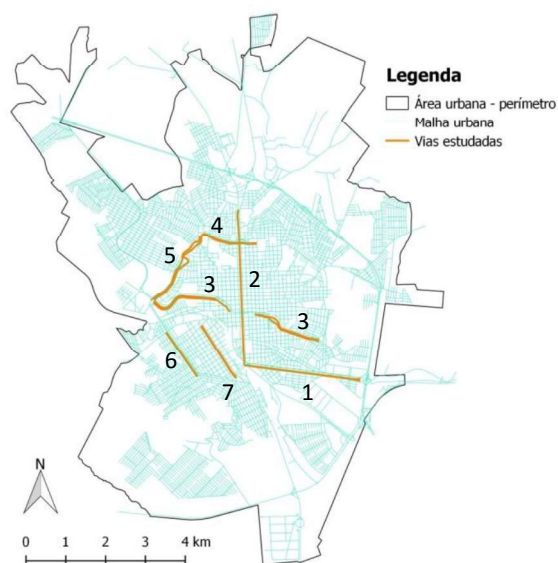 Legenda
Área urbana - perímetro
Malha urbana
Vias estudadas
4
5
2
3
3
6
7
1
N
0 1 2 3 4 km